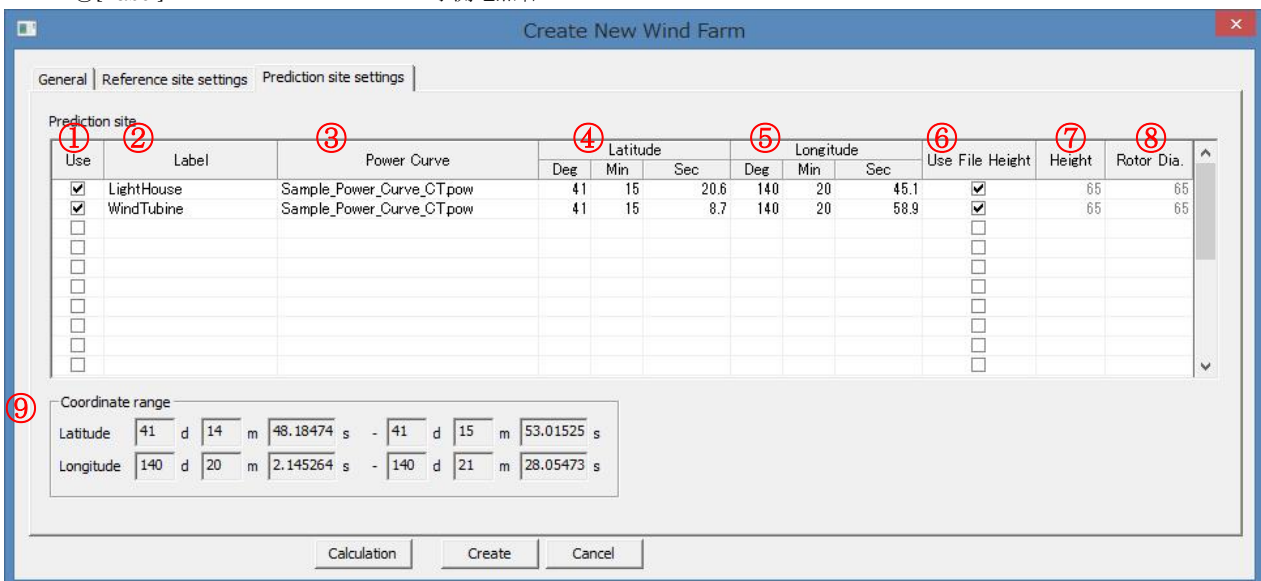 Create New Wind Farm
General Reference site settings Prediction site settings
Prediction site
① ② ③ ④ ⑤ ⑥ ⑦ ⑧
Use Label Power Curve Latitude Longitude Use File Height Height Rotor Dia.
Deg Min Sec Deg Min Sec
LightHouse Sample_Power_Curve_CT.pow 41 15 20.6 140 20 45.1 65 65
WindTubine Sample_Power_Curve_CT.pow 41 15 8.7 140 20 58.9 65 65
⑨ Coordinate range
Latitude 41 d 14 m 48.18474 s - 41 d 15 m 53.01525 s
Longitude 140 d 20 m 2.145264 s - 140 d 21 m 28.05473 s
Calculation Create Cancel